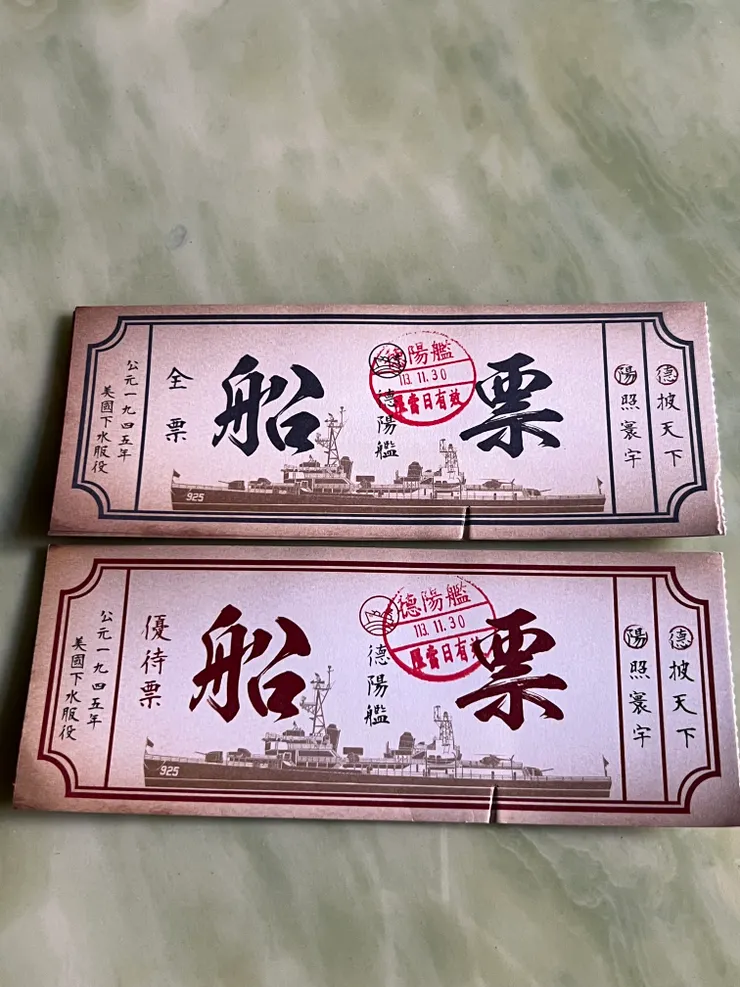 德披天下
陽照寰宇
船票
德陽艦
德陽艦
113.11.30
限當日有效
全票
公元一九四五年
美國下水服役
925
德披天下
陽照寰宇
船票
德陽艦
德陽艦
113.11.30
限當日有效
優待票
公元一九四五年
美國下水服役
925